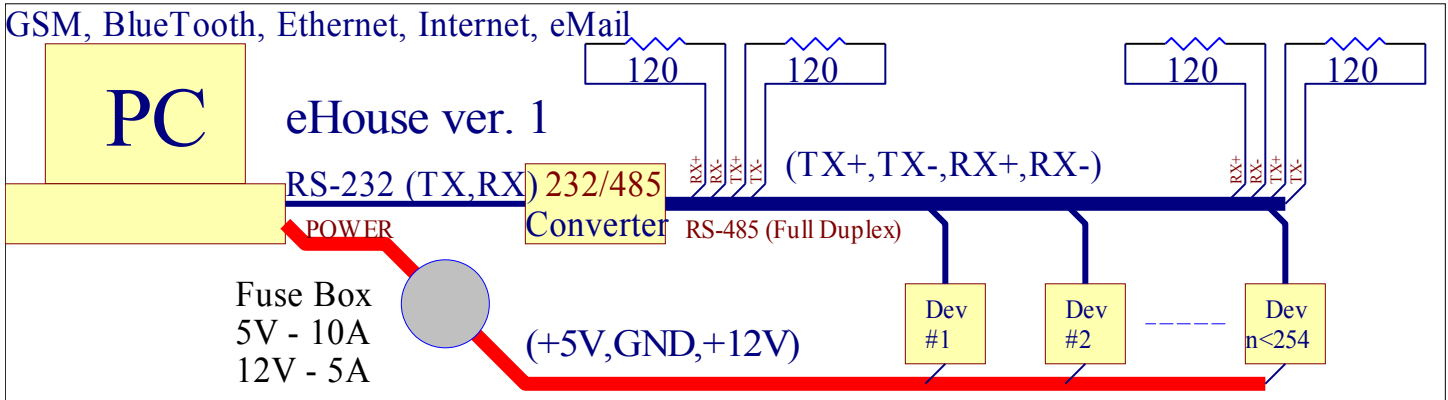 GSM, BlueTooth, Ethernet, Internet, eMail
120 120 120 120
PC
eHouse ver. 1
RX+ RX- TX+ TX-
(TX+,TX-,RX+,RX-)
RX+ RX- TX+ TX-
RS-232 (TX,RX)
232/485
Converter
POWER
RS-485 (Full Duplex)
Fuse Box
5V - 10A
12V - 5A
(+5V,GND,+12V)
Dev
#1
Dev
#2
Dev
n<254